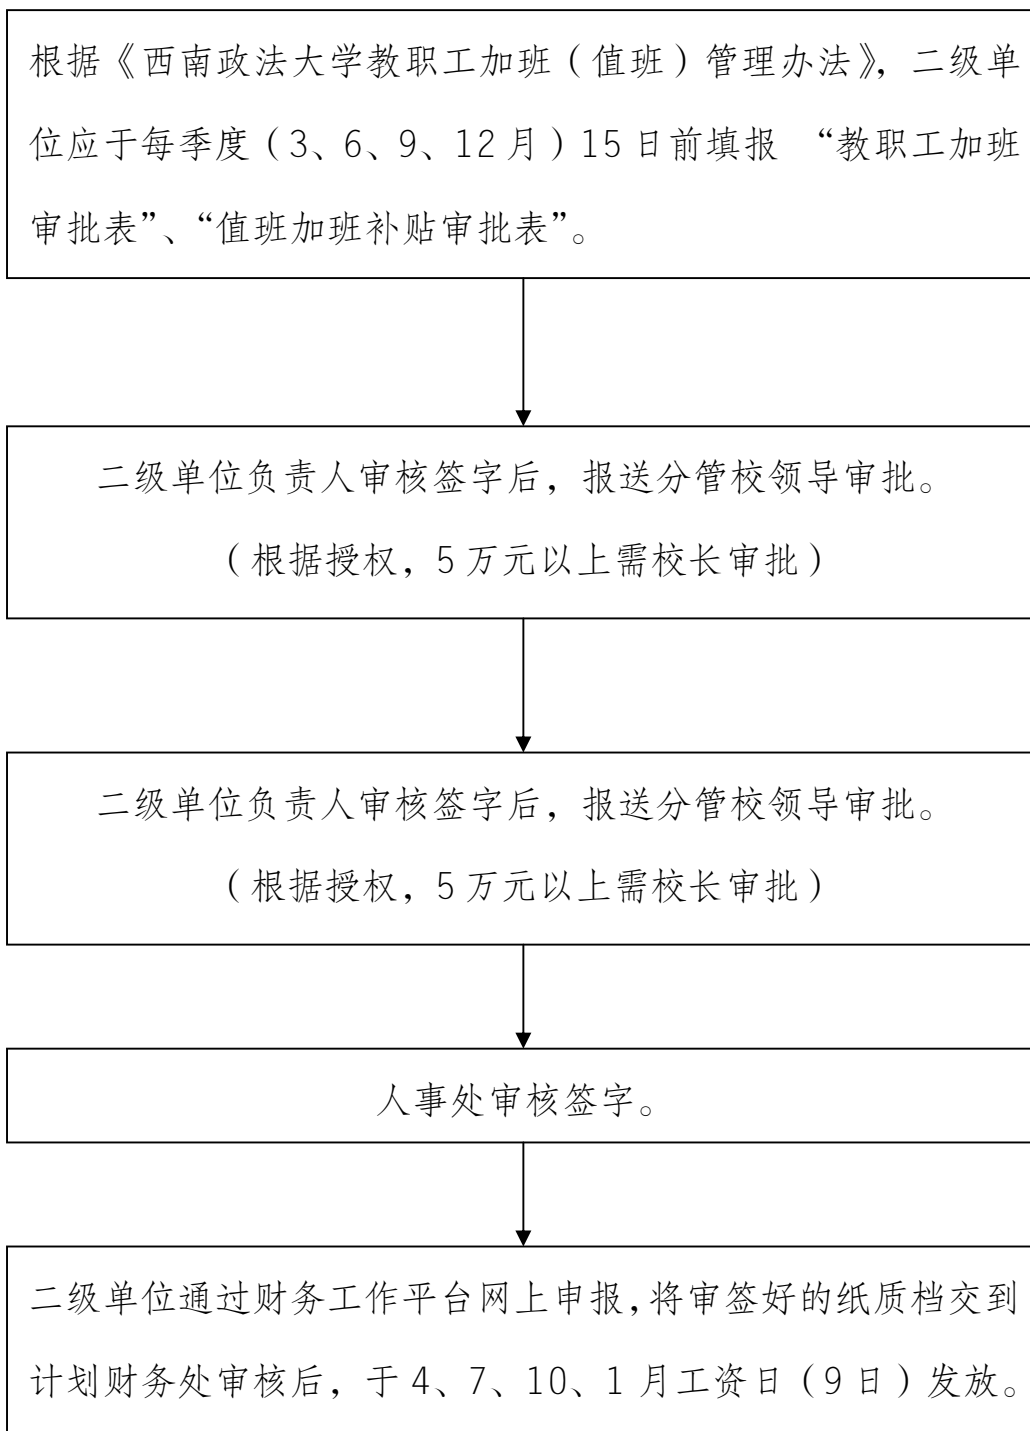 根据《西南政法大学教职工加班（值班）管理办法》，二级单
位应于每季度（3、6、9、12月）15日前填报 “教职工加班
审批表”、“值班加班补贴审批表”。
二级单位负责人审核签字后，报送分管校领导审批。
（根据授权，5万元以上需校长审批）
二级单位负责人审核签字后，报送分管校领导审批。
（根据授权，5万元以上需校长审批）
人事处审核签字。
二级单位通过财务工作平台网上申报，将审签好的纸质档交到
计划财务处审核后，于4、7、10、1月工资日（9日）发放。